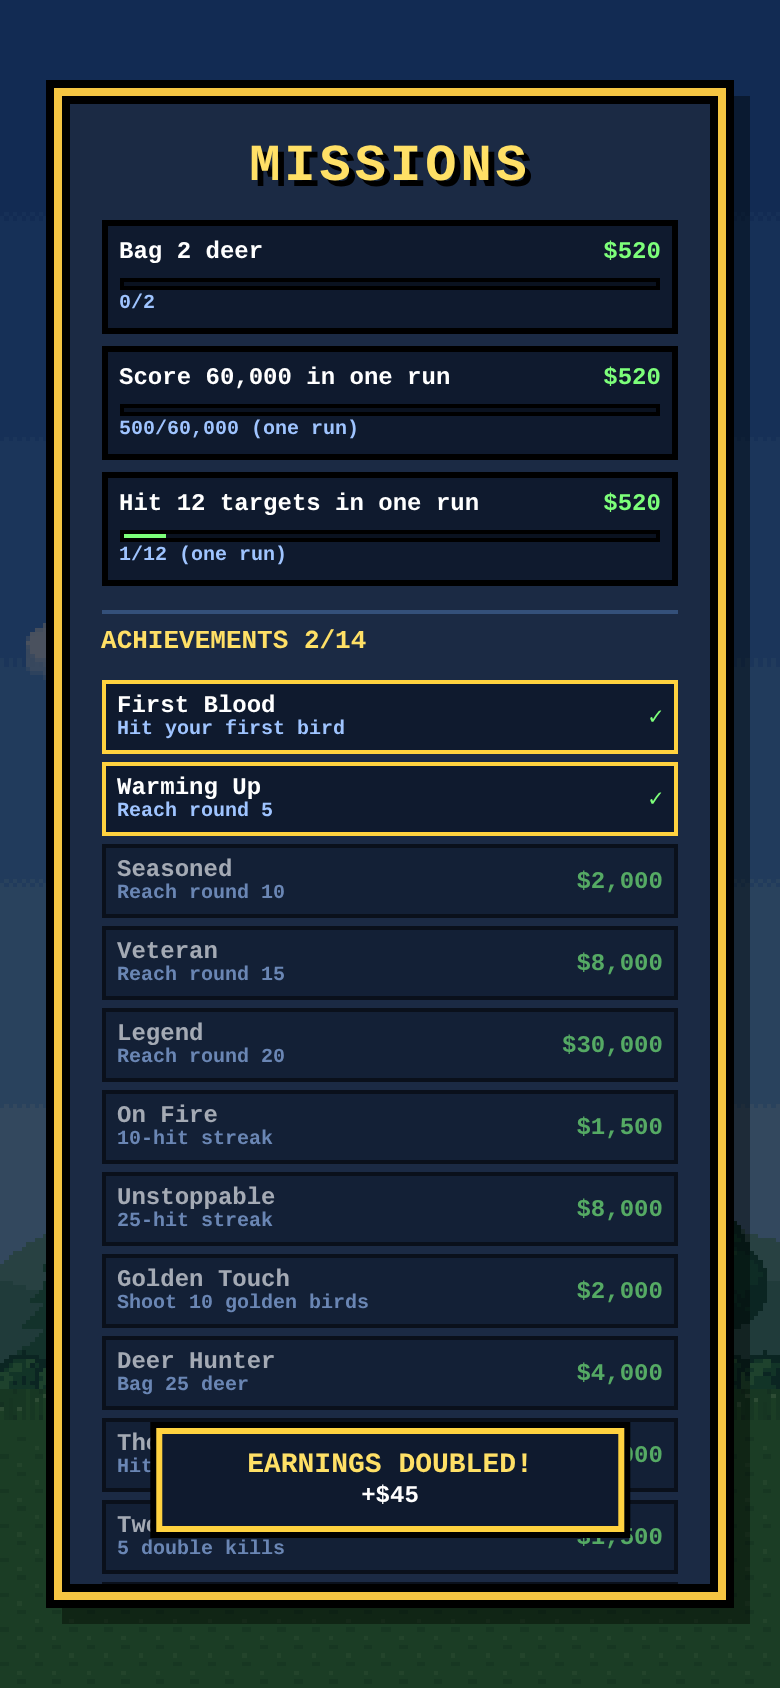 MISSIONS
Bag 2 deer $520
0/2
Score 60,000 in one run $520
500/60,000 (one run)
Hit 12 targets in one run $520
1/12 (one run)
ACHIEVEMENTS 2/14
First Blood
Hit your first bird ✓
Warming Up
Reach round 5 ✓
Seasoned
Reach round 10 $2,000
Veteran
Reach round 15 $8,000
Legend
Reach round 20 $30,000
On Fire
10-hit streak $1,500
Unstoppable
25-hit streak $8,000
Golden Touch
Shoot 10 golden birds $2,000
Deer Hunter
Bag 25 deer $4,000
Hit
EARNINGS DOUBLED!
+$45
5 double kills